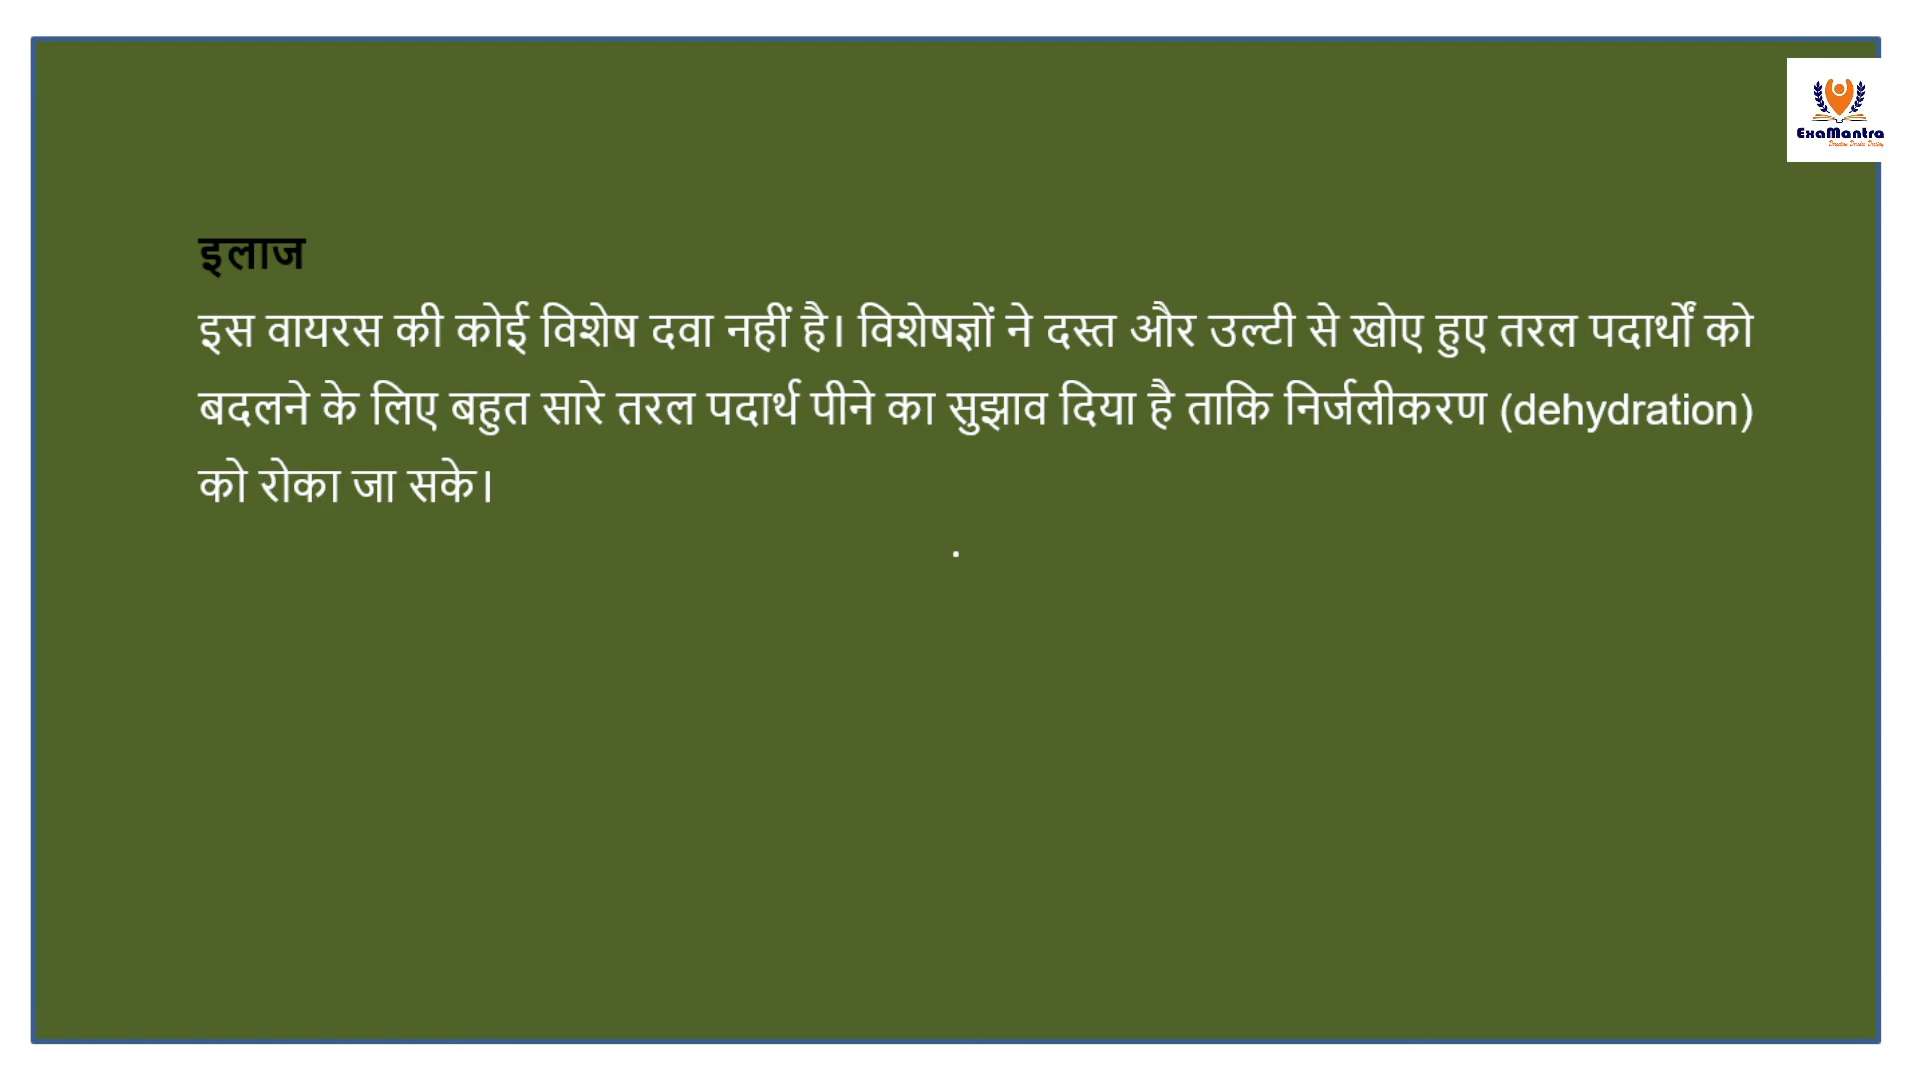 ExaMantra
इलाज
इस वायरस की कोई विशेष दवा नहीं है। विशेषज्ञों ने दस्त और उल्टी से खोए हुए तरल पदार्थों को
बदलने के लिए बहुत सारे तरल पदार्थ पीने का सुझाव दिया है ताकि निर्जलीकरण (dehydration)
को रोका जा सके।
.